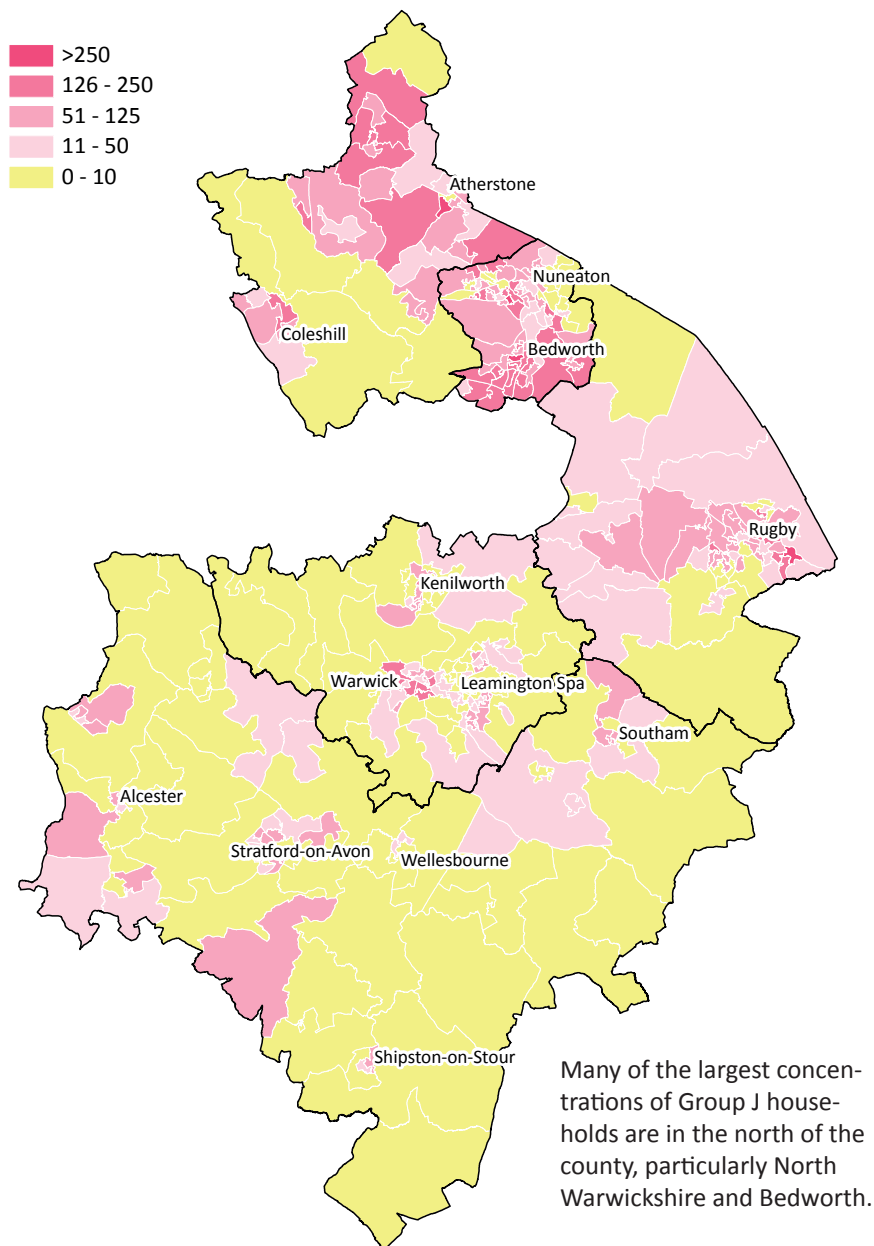 >250
126 - 250
51 - 125
11 - 50
0 - 10
Atherstone
Nuneaton
Coleshill
Bedworth
Rugby
Kenilworth
Warwick
Leamington Spa
Southam
Alcester
Stratford-on-Avon
Wellesbourne
Shipston-on-Stour
Many of the largest concen-
trations of Group J house-
holds are in the north of the
county, particularly North
Warwickshire and Bedworth.